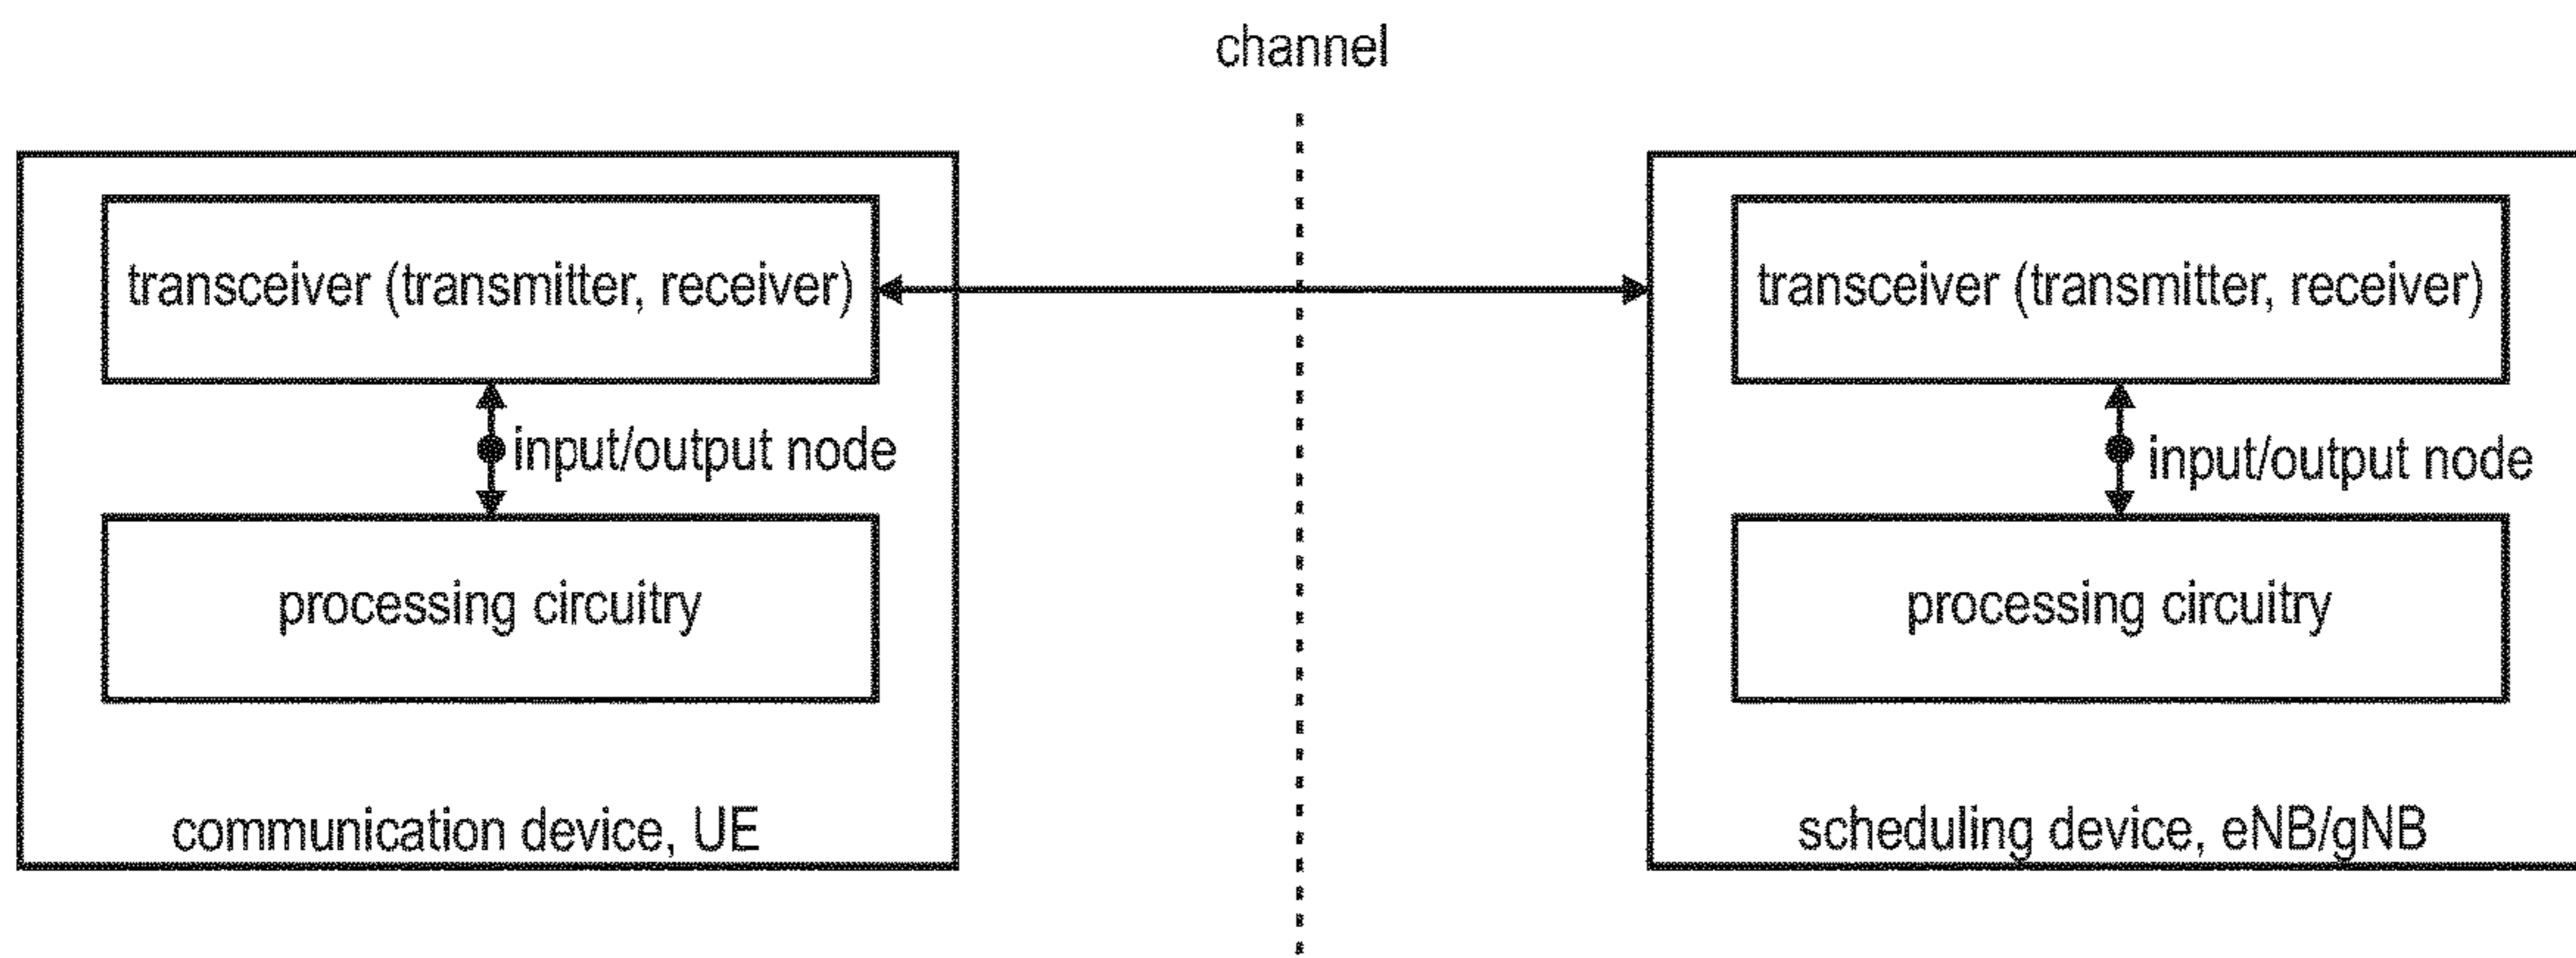 channel
transceiver (transmitter, receiver)
input/output node
processing circuitry
communication device, UE
transceiver (transmitter, receiver)
input/output node
processing circuitry
scheduling device, eNB/gNB